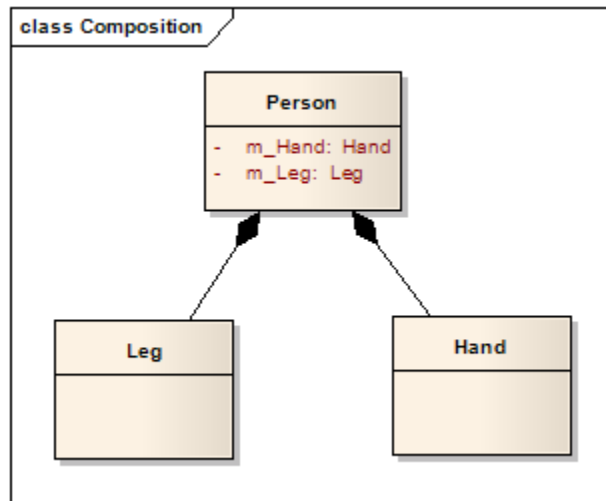 class Composition
Person
- m_Hand: Hand
- m_Leg: Leg
Leg
Hand